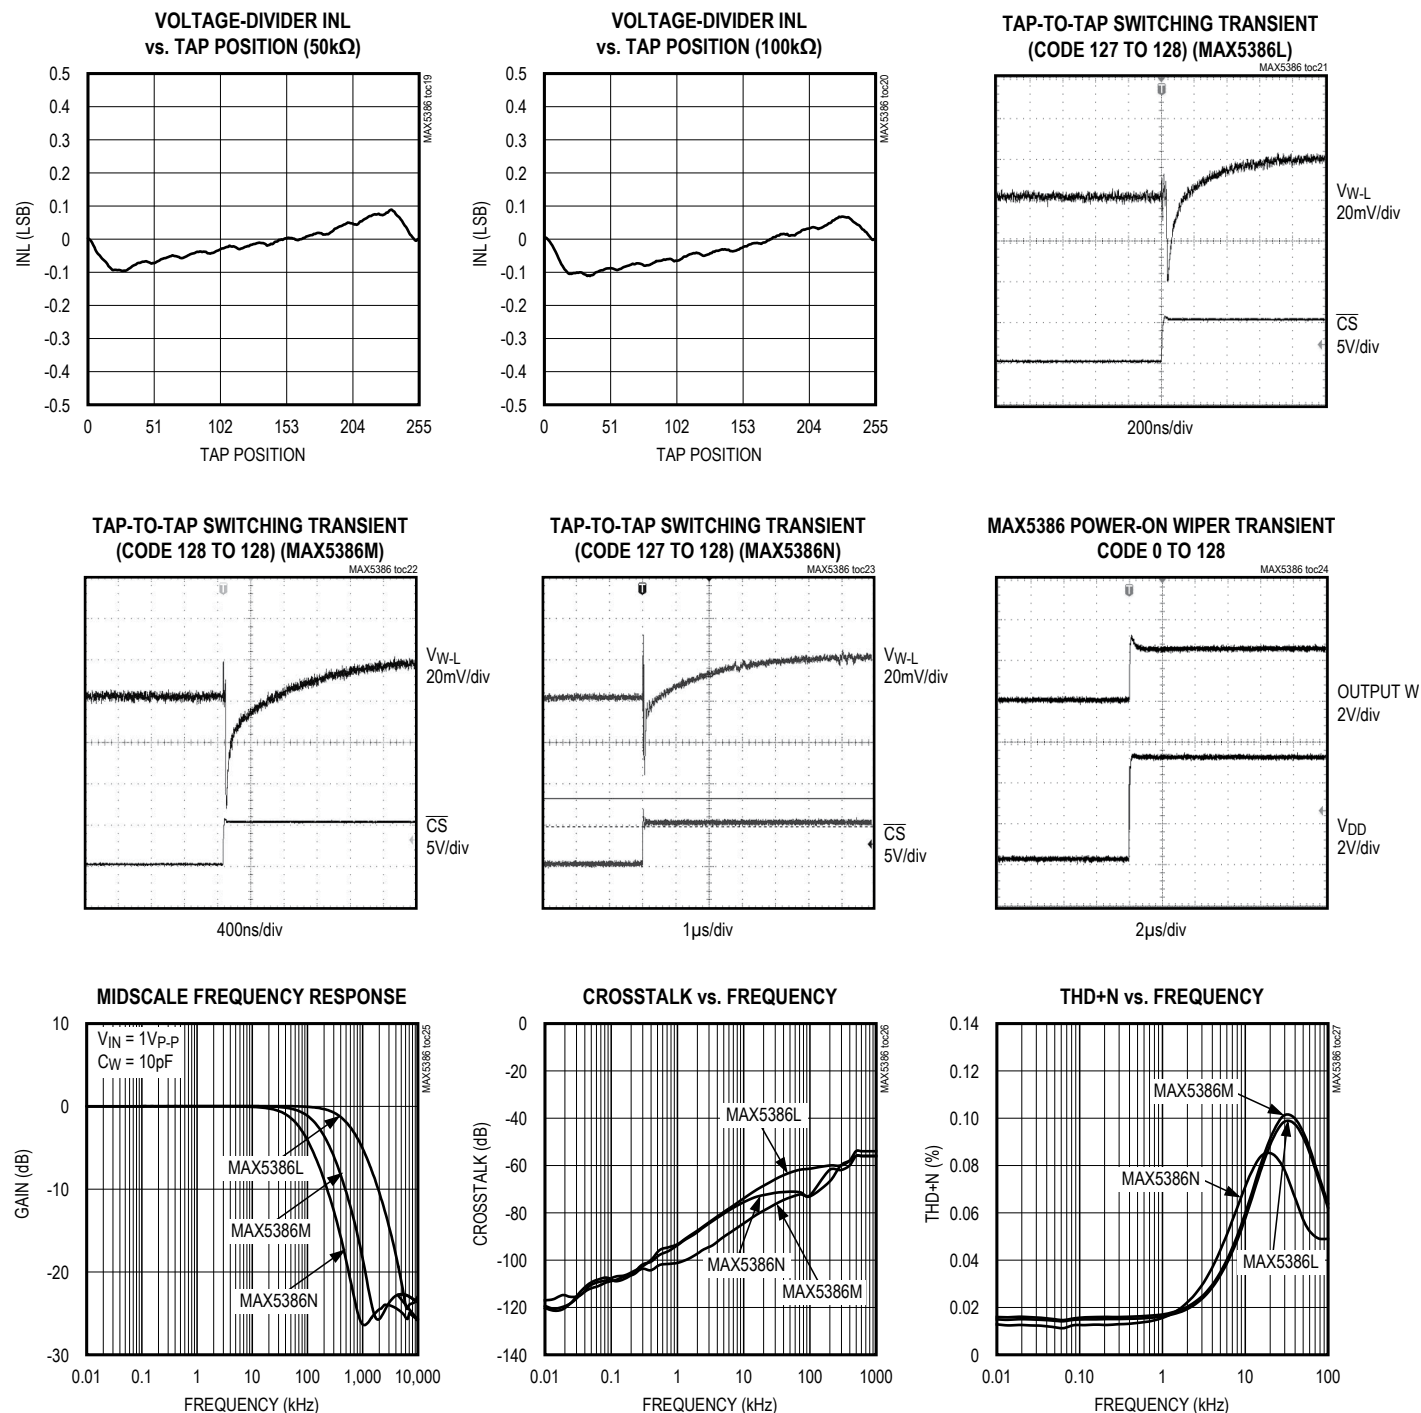 VOLTAGE-DIVIDER INL
vs. TAP POSITION (50kΩ)
MAX5386 toc19
0.5
0.4
0.3
0.2
0.1
0
-0.1
-0.2
-0.3
-0.4
-0.5
INL (LSB)
0 51 102 153 204 255
TAP POSITION
VOLTAGE-DIVIDER INL
vs. TAP POSITION (100kΩ)
MAX5386 toc20
0.5
0.4
0.3
0.2
0.1
0
-0.1
-0.2
-0.3
-0.4
-0.5
INL (LSB)
0 51 102 153 204 255
TAP POSITION
TAP-TO-TAP SWITCHING TRANSIENT
(CODE 127 TO 128) (MAX5386L)
MAX5386 toc21
T
VW-L
20mV/div
CS
5V/div
200ns/div
TAP-TO-TAP SWITCHING TRANSIENT
(CODE 128 TO 128) (MAX5386M)
MAX5386 toc22
T
VW-L
20mV/div
CS
5V/div
400ns/div
TAP-TO-TAP SWITCHING TRANSIENT
(CODE 127 TO 128) (MAX5386N)
MAX5386 toc23
T
VW-L
20mV/div
CS
5V/div
1µs/div
MAX5386 POWER-ON WIPER TRANSIENT
CODE 0 TO 128
MAX5386 toc24
T
OUTPUT W
2V/div
VDD
2V/div
2µs/div
MIDSCALE FREQUENCY RESPONSE
MAX5386 toc25
VIN = 1VP-P
CW = 10pF
10
0
-10
-20
-30
GAIN (dB)
MAX5386L
MAX5386M
MAX5386N
0.01 0.1 1 10 100 1,000 10,000
FREQUENCY (kHz)
CROSSTALK vs. FREQUENCY
MAX5386 toc26
0
-20
-40
-60
-80
-100
-120
-140
CROSSTALK (dB)
MAX5386L
MAX5386N
MAX5386M
0.01 0.1 1 10 100 1000
FREQUENCY (kHz)
THD+N vs. FREQUENCY
MAX5386 toc27
0.14
0.12
0.10
0.08
0.06
0.04
0.02
0
THD+N (%)
MAX5386M
MAX5386N
MAX5386L
0.01 0.10 1 10 100
FREQUENCY (kHz)